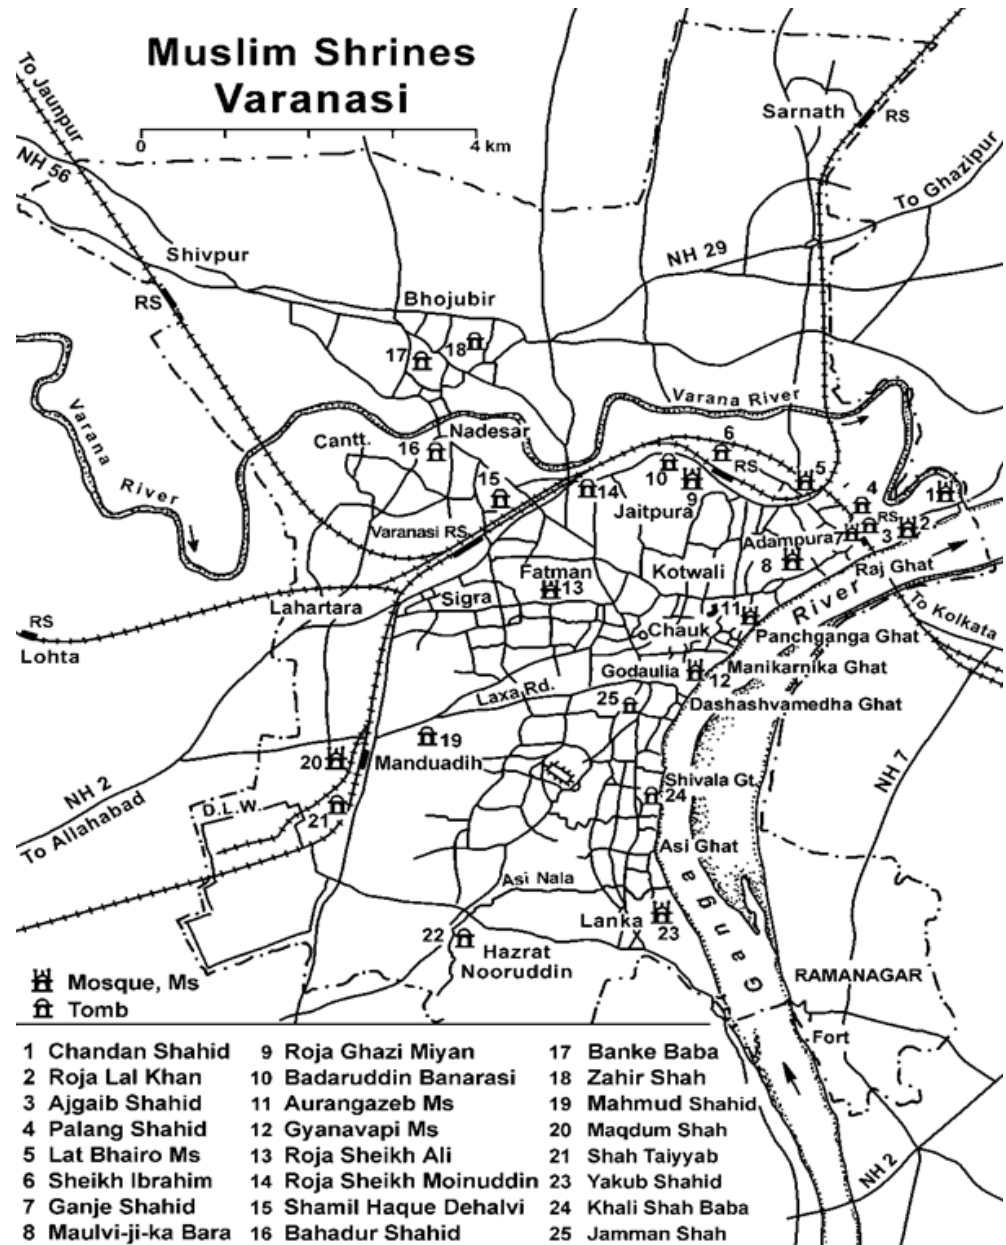 Muslim Shrines
Varanasi
0 4 km
To Jaunpur
NH 56
Sarnath
RS
To Ghazipur
NH 29
Shivpur
RS
Bhojubir
17
18
Varana River
Varana
River
Cantt.
Nadesar
16
15
14
10
9
RS
6
5
4
1
Jaitpura
Varanasi RS
Adampura
7
3
RS
2
8
Raj Ghat
Fatman
13
Kotwali
Sigra
Lahartara
RS
Lohta
River
To Kolkata
11
Chauk
Panchganga Ghat
Godaulia
12
Manikarnika Ghat
Laxa Rd.
25
Dashashvamedha Ghat
19
20
Manduadih
NH 2
To Allahabad
D.L.W.
21
Shivala Gt.
24
NH 7
Asi Ghat
Asi Nala
Ganga
Lanka
23
22
Hazrat
Nooruddin
RAMANAGAR
Fort
NH 2
Mosque, Ms
Tomb
1 Chandan Shahid 9 Roja Ghazi Miyan 17 Banke Baba
2 Roja Lal Khan 10 Badaruddin Banarasi 18 Zahir Shah
3 Ajgaib Shahid 11 Aurangazeb Ms 19 Mahmud Shahid
4 Palang Shahid 12 Gyanavapi Ms 20 Maqdum Shah
5 Lat Bhairo Ms 13 Roja Sheikh Ali 21 Shah Taiyyab
6 Sheikh Ibrahim 14 Roja Sheikh Moinuddin 23 Yakub Shahid
7 Ganje Shahid 15 Shamil Haque Dehalvi 24 Khali Shah Baba
8 Maulvi-ji-ka Bara 16 Bahadur Shahid 25 Jamman Shah